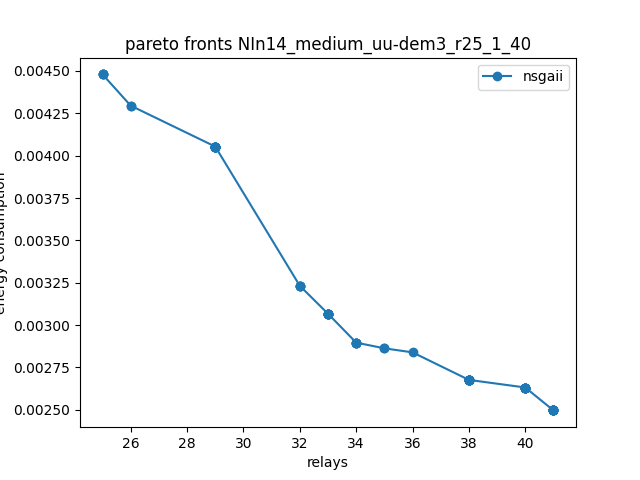 pareto fronts NIn14_medium_uu-dem3_r25_1_40
nsgaii
0.00450
0.00425
0.00400
0.00375
0.00350
0.00325
0.00300
0.00275
0.00250
energy consumption
26 28 30 32 34 36 38 40
relays